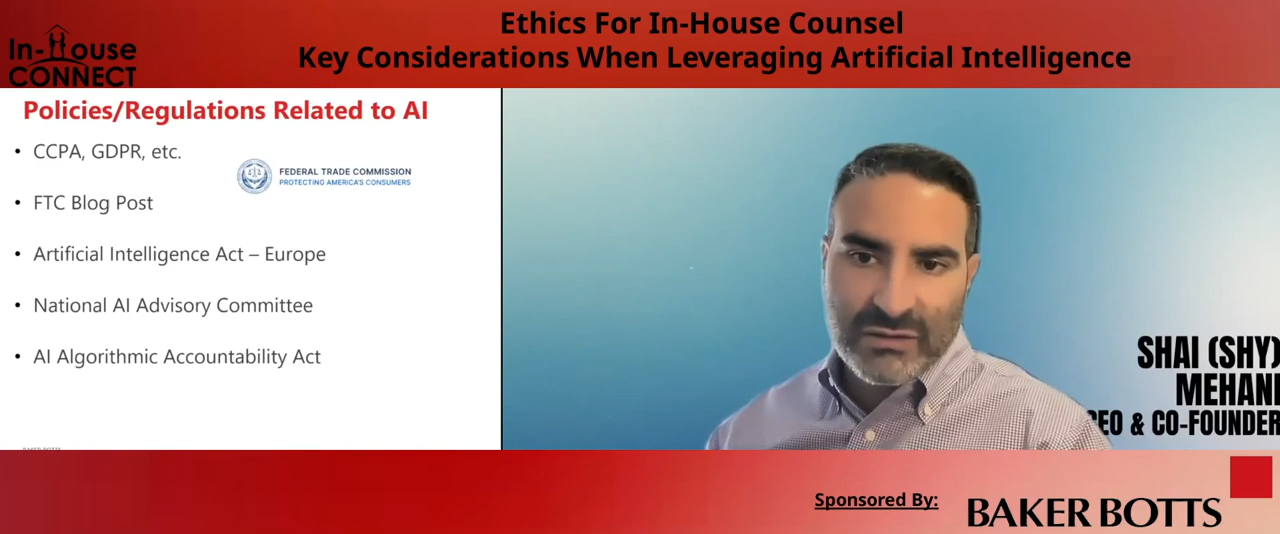 Ethics For In-House Counsel
Key Considerations When Leveraging Artificial Intelligence
In-House
CONNECT
Policies/Regulations Related to AI
• CCPA, GDPR, etc.
FEDERAL TRADE COMMISSION
PROTECTING AMERICA'S CONSUMERS
• FTC Blog Post
• Artificial Intelligence Act – Europe
• National AI Advisory Committee
• AI Algorithmic Accountability Act
SHAI (SHY)
MEHANI
CEO & CO-FOUNDER
Sponsored By:
BAKER BOTTS